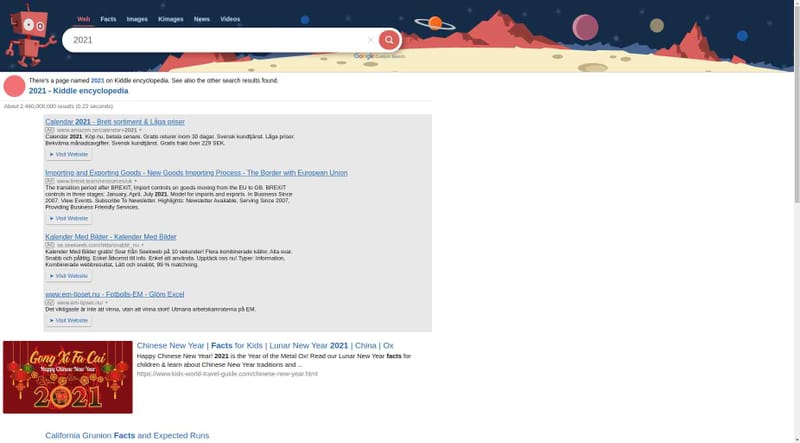 Web Facts Images Kimages News Videos
2021
Google Custom Search
There's a page named 2021 on Kiddle encyclopedia. See also the other search results found.
2021 - Kiddle encyclopedia
About 2,460,000,000 results (0.22 seconds)
Calendar 2021 - Brett sortiment & Låga priser
Ad www.amazon.se/calendar+2021
Calendar 2021. Köp nu, betala senare. Gratis returer inom 30 dagar. Svensk kundtjänst. Låga priser.
Bekväma månadsavgifter. Svensk kundtjänst. Gratis frakt över 229 SEK.
➤ Visit Website
Importing and Exporting Goods - New Goods Importing Process - The Border with European Union
Ad www.brexit.team/resources/uk
The transition period after BREXIT, Import controls on goods moving from the EU to GB. BREXIT
controls in three stages: January, April, July 2021. Model for imports and exports. In Business Since
2007. View Events. Subscribe To Newsletter. Highlights: Newsletter Available, Serving Since 2007,
Providing Business Friendly Services.
➤ Visit Website
Kalender Med Bilder - Kalender Med Bilder
Ad se.seekweb.com/hitta/snabbt_nu
Kalender Med Bilder gratis! Svar från Seekweb på 10 sekunder! Flera kombinerade källor. Alla svar.
Snabb och pålitlig. Enkel åtkomst till info. Enkel att använda. Upptäck oss nu! Typer: Information,
Kombinerade webbresultat, Lätt och snabbt, 99 % matchning.
➤ Visit Website
www.em-tipset.nu - Fotbolls-EM - Glöm Excel
Ad www.em-tipset.nu/
Det viktigaste är inte att vinna, utan att vinna stort! Utmana arbetskamraterna på EM.
➤ Visit Website
Gong Xi Fa Cai
Happy Chinese New Year
2021
Chinese New Year | Facts for Kids | Lunar New Year 2021 | China | Ox
Happy Chinese New Year! 2021 is the Year of the Metal Ox! Read our Lunar New Year facts for
children & learn about Chinese New Year traditions and ...
https://www.kids-world-travel-guide.com/chinese-new-year.html
California Grunion Facts and Expected Runs